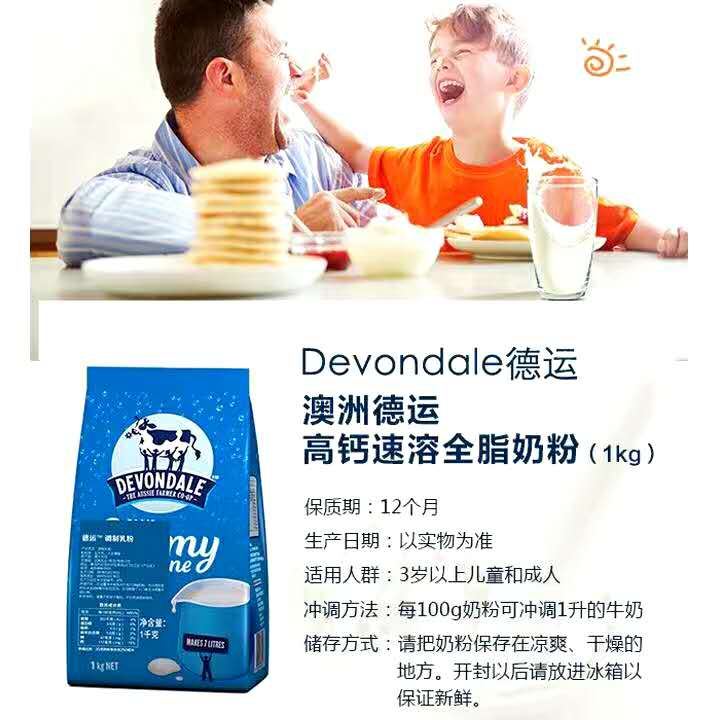 Devondale德运
澳洲德运
高钙速溶全脂奶粉（1kg）
保质期：12个月
生产日期：以实物为准
适用人群：3岁以上儿童和成人
冲调方法：每100g奶粉可冲调1升的牛奶
储存方式：请把奶粉保存在凉爽、干燥的
地方。开封以后请放进冰箱以
保证新鲜。
DEVONDALE
THE AUSSIE FARMER CO-OP
德运™ 调制乳粉
my
ne
净含量：
1千克
MAKES 7 LITRES
1 kg NET